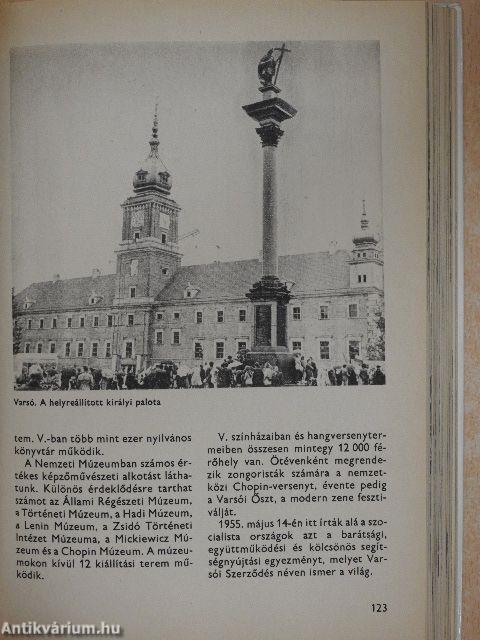 Varsó. A helyreállított királyi palota
tem. V.-ban több mint ezer nyilvános
könyvtár működik.
A Nemzeti Múzeumban számos ér-
tékes képzőművészeti alkotást látha-
tunk. Különös érdeklődésre tarthat
számot az Állami Régészeti Múzeum,
a Történeti Múzeum, a Hadi Múzeum,
a Lenin Múzeum, a Zsidó Történeti
Intézet Múzeuma, a Mickiewicz Mú-
zeum és a Chopin Múzeum. A múzeu-
mokon kívül 12 kiállítási terem mű-
ködik.
V. színházaiban és hangversenyter-
meiben összesen mintegy 12 000 fé-
rőhely van. Ötévenként megrende-
zik zongoristák számára a nemzet-
közi Chopin-versenyt, évente pedig
a Varsói Őszt, a modern zene feszti-
válját.
1955. május 14-én itt írták alá a szo-
cialista országok azt a barátsági,
együttműködési és kölcsönös segít-
ségnyújtási egyezményt, melyet Var-
sói Szerződés néven ismer a világ.
123
Antikvárium.hu